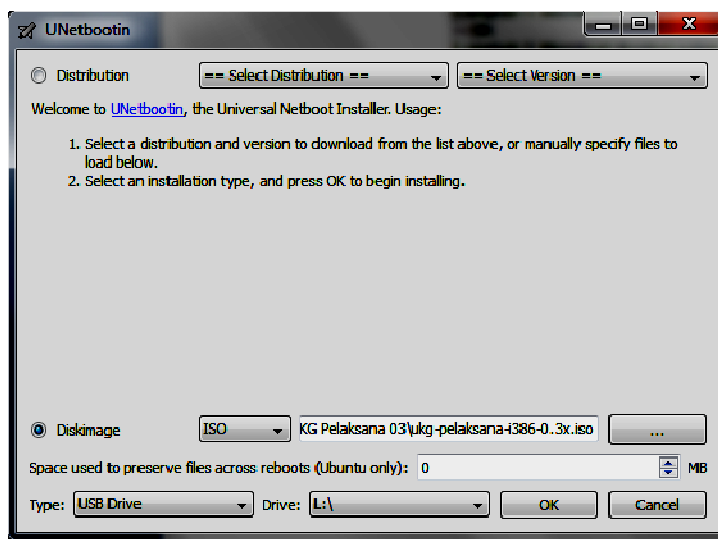 UNetbootin
Distribution == Select Distribution == == Select Version ==
Welcome to UNetbootin, the Universal Netboot Installer. Usage:
1. Select a distribution and version to download from the list above, or manually specify files to
load below.
2. Select an installation type, and press OK to begin installing.
Diskimage ISO KG Pelaksana 03\ukg-pelaksana-i386-0..3x.iso ...
Space used to preserve files across reboots (Ubuntu only): 0 MB
Type: USB Drive Drive: L:\ OK Cancel